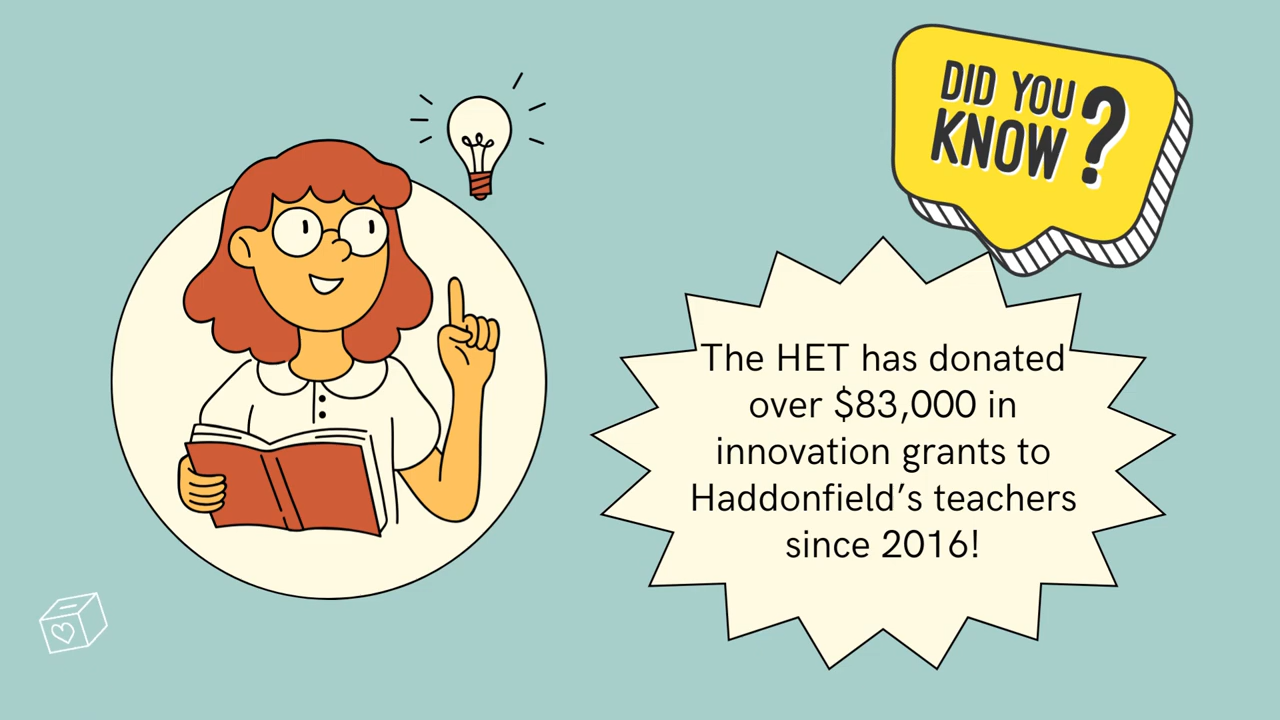 DID YOU
KNOW?
The HET has donated
over $83,000 in
innovation grants to
Haddonfield’s teachers
since 2016!